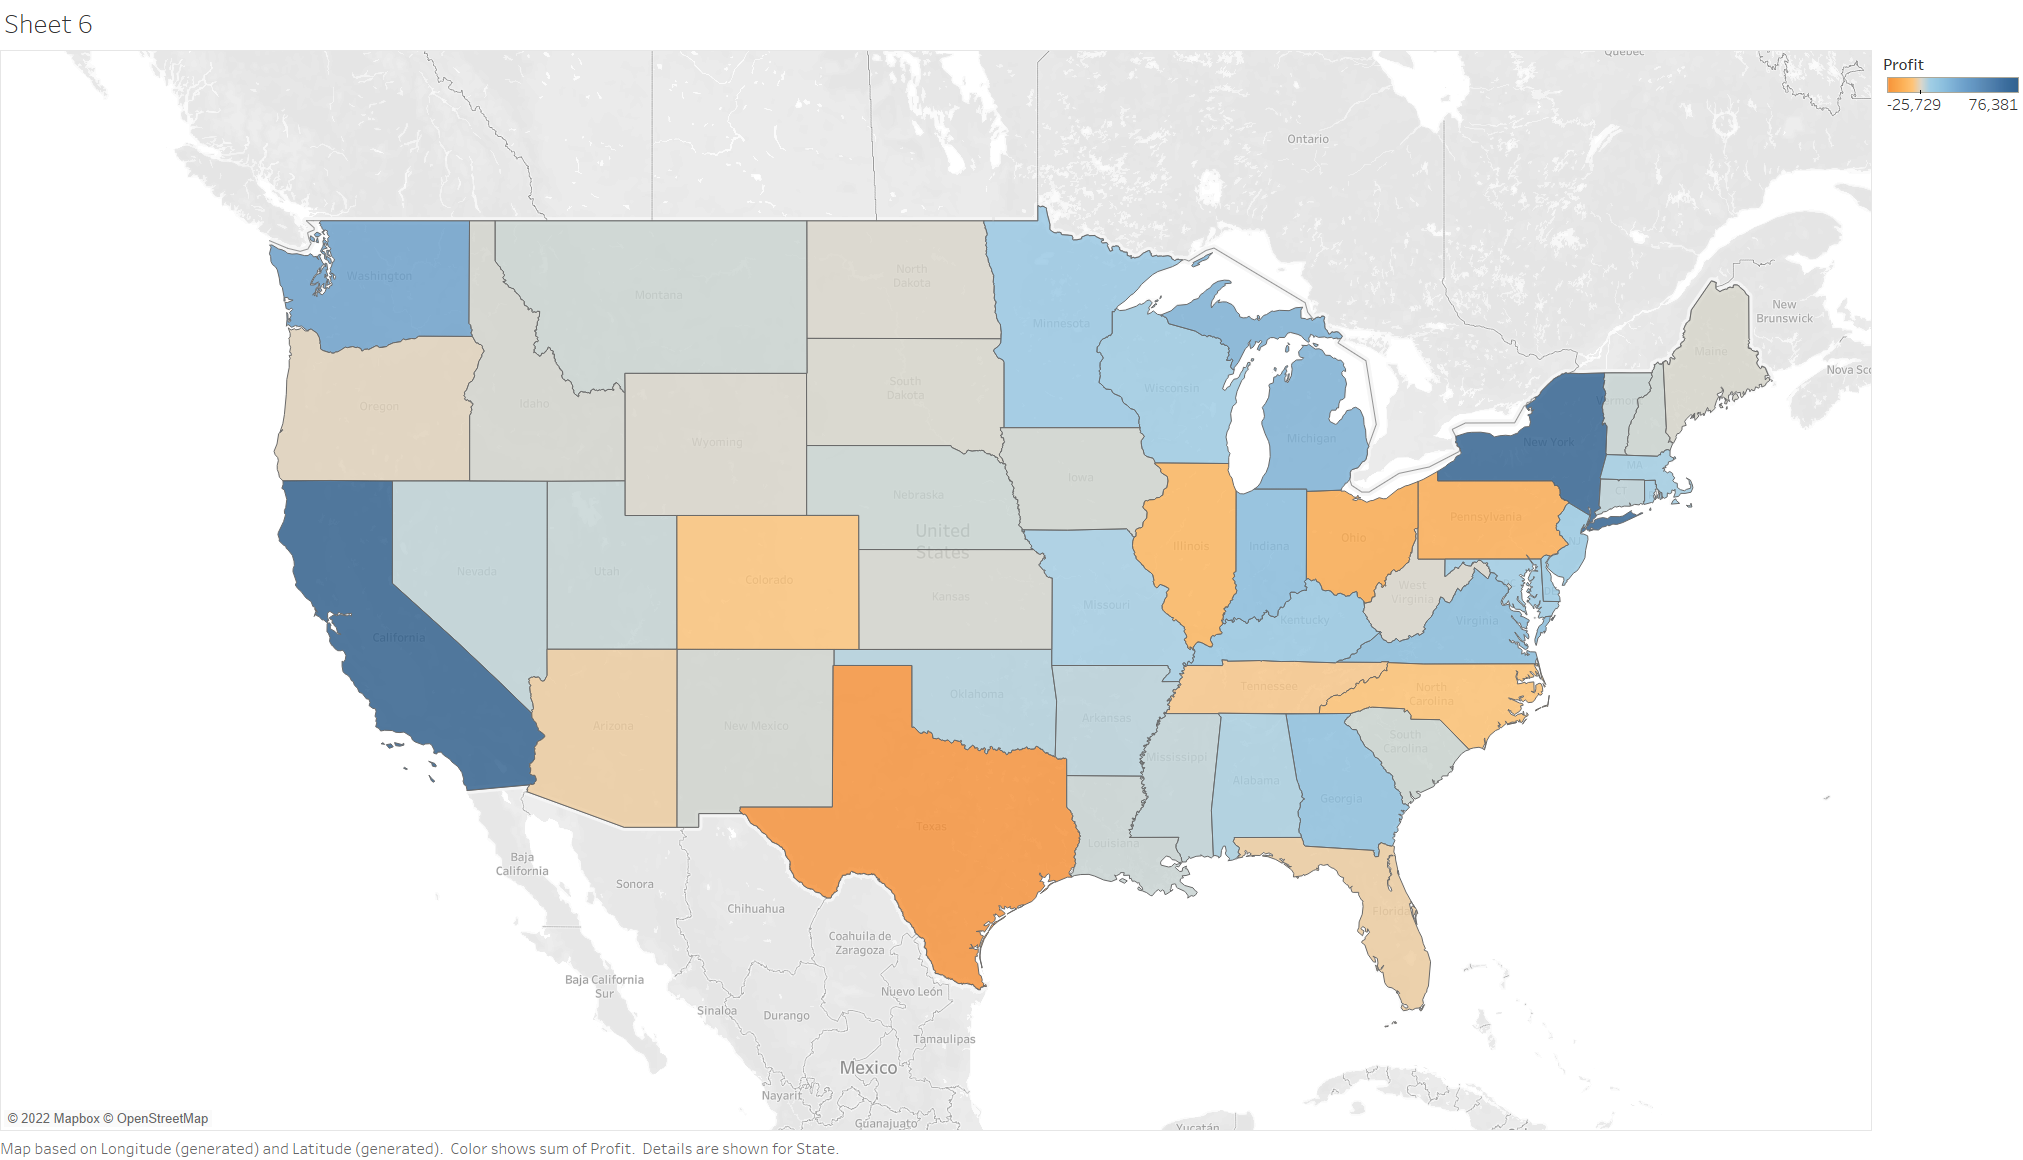 Sheet 6
Profit
-25,729
76,381
Québec
Ontario
New
Brunswick
Nova Sc
Washington
Montana
North
Dakota
Minnesota
Maine
Vermont
Oregon
Idaho
South
Dakota
Wisconsin
Wyoming
Michigan
New York
MA
CT
Iowa
Nebraska
United
States
Nevada
Utah
Colorado
Kansas
Illinois
Indiana
Ohio
Pennsylvania
NJ
West
Virginia
Virginia
California
Missouri
Kentucky
Arizona
New Mexico
Oklahoma
Arkansas
Tennessee
North
Carolina
South
Carolina
Mississippi
Alabama
Georgia
Texas
Louisiana
Florida
Baja
California
Sonora
Chihuahua
Coahuila de
Zaragoza
Baja California
Sur
Nuevo León
Sinaloa
Durango
Tamaulipas
Mexico
Nayarit
Guanajuato
Yucatán
© 2022 Mapbox © OpenStreetMap
Map based on Longitude (generated) and Latitude (generated).  Color shows sum of Profit.  Details are shown for State.